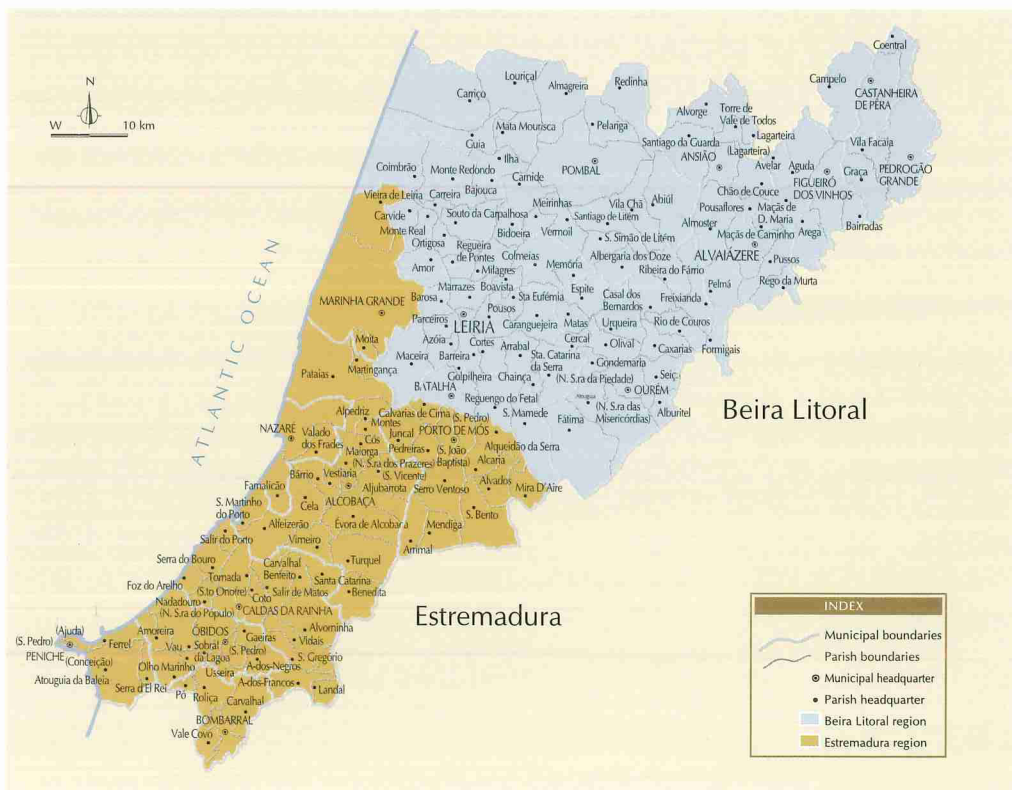 N
W
10 km
ATLANTIC OCEAN
Coentral
Campelo
CASTANHEIRA
DE PÊRA
Louriçal
Almagreira
Redinha
Carriço
Alvorge
Torre de
Vale de Todos
Mata Mourisca
Pelariga
Lagarteira
Guia
Santiago da Guarda
(Lagarteira)
Vila Facaia
ANSIÃO
Ilha
Avelar
Aguda
PEDROGÃO
GRANDE
Coimbrão
Monte Redondo
Carnide
POMBAL
Graça
FIGUEIRÓ
DOS VINHOS
Bajouca
Chão de Couce
Vieira de Leiria
Carreira
Meirinhas
Vila Chã
Abiúl
Pousaflores
Maçãs de
D. Maria
Carvide
Souto da Carpalhosa
Santiago de Litém
Almoster
Arega
Bairradas
Monte Real
Bidoeira
Vermoil
Maçãs de Caminho
Ortigosa
Regueira
de Pontes
S. Simão de Litém
Colmeias
Albergaria dos Doze
ALVAIÁZERE
Pussos
Amor
Milagres
Memória
Ribeira do Fárrio
Rego da Murta
Marrazes
Boavista
Espite
Pelmá
MARINHA GRANDE
Barosa
Sta Eufémia
Casal dos
Bernardos
Freixianda
Pousos
Parceiros
LEIRIA
Caranguejeira
Matas
Urqueira
Rio de Couros
Moita
Azóia
Cortes
Arrabal
Cercal
Olival
Caxarias
Formigais
Maceira
Barreira
Sta. Catarina
da Serra
Gondemaria
Martingança
Golpilheira
Chainça
(N. S.ra da Piedade)
Seiç.
Pataias
BATALHA
OURÉM
Reguengo do Fetal
(N. S.ra das
Misericórdias)
Alburitel
Alpedriz
Calvarias de Cima
(S. Pedro)
S. Mamede
Fátima
Beira Litoral
Montes
NAZARÉ
Valado
dos Frades
Juncal
PORTO DE MÓS
Cós
Maiorga
Pedreiras
(S. João
Baptista)
Alqueidão da Serra
(N. S.ra dos Prazeres)
Alcaria
Bárrio
Vestiaria
(S. Vicente)
Famalicão
Aljubarrota
Serro Ventoso
Alvados
Mira D'Aire
S. Martinho
do Porto
Cela
ALCOBAÇA
S. Bento
Alfeizerão
Évora de Alcobaça
Mendiga
Salir do Porto
Vimeiro
Arrimal
Serra do Bouro
Carvalhal
Benfeito
Turquel
Foz do Arelho
Tornada
Santa Catarina
(S.to Onofre)
Salir de Matos
Benedita
Nadadouro
Coto
(N. S.ra do Pópulo)
CALDAS DA RAINHA
Estremadura
(Ajuda)
Alvorninha
(S. Pedro)
Ferrel
Amoreira
ÓBIDOS
Gaeiras
Vidais
PENICHE
Vau
Sobral
da Lagoa
(S. Pedro)
(Conceição)
Olho Marinho
A-dos-Negros
S. Gregório
Atouguia da Baleia
Usseira
Serra d'El Rei
A-dos-Francos
Landal
Pó
Roliça
Carvalhal
BOMBARRAL
Vale Covo
INDEX
Municipal boundaries
Parish boundaries
Municipal headquarter
Parish headquarter
Beira Litoral region
Estremadura region